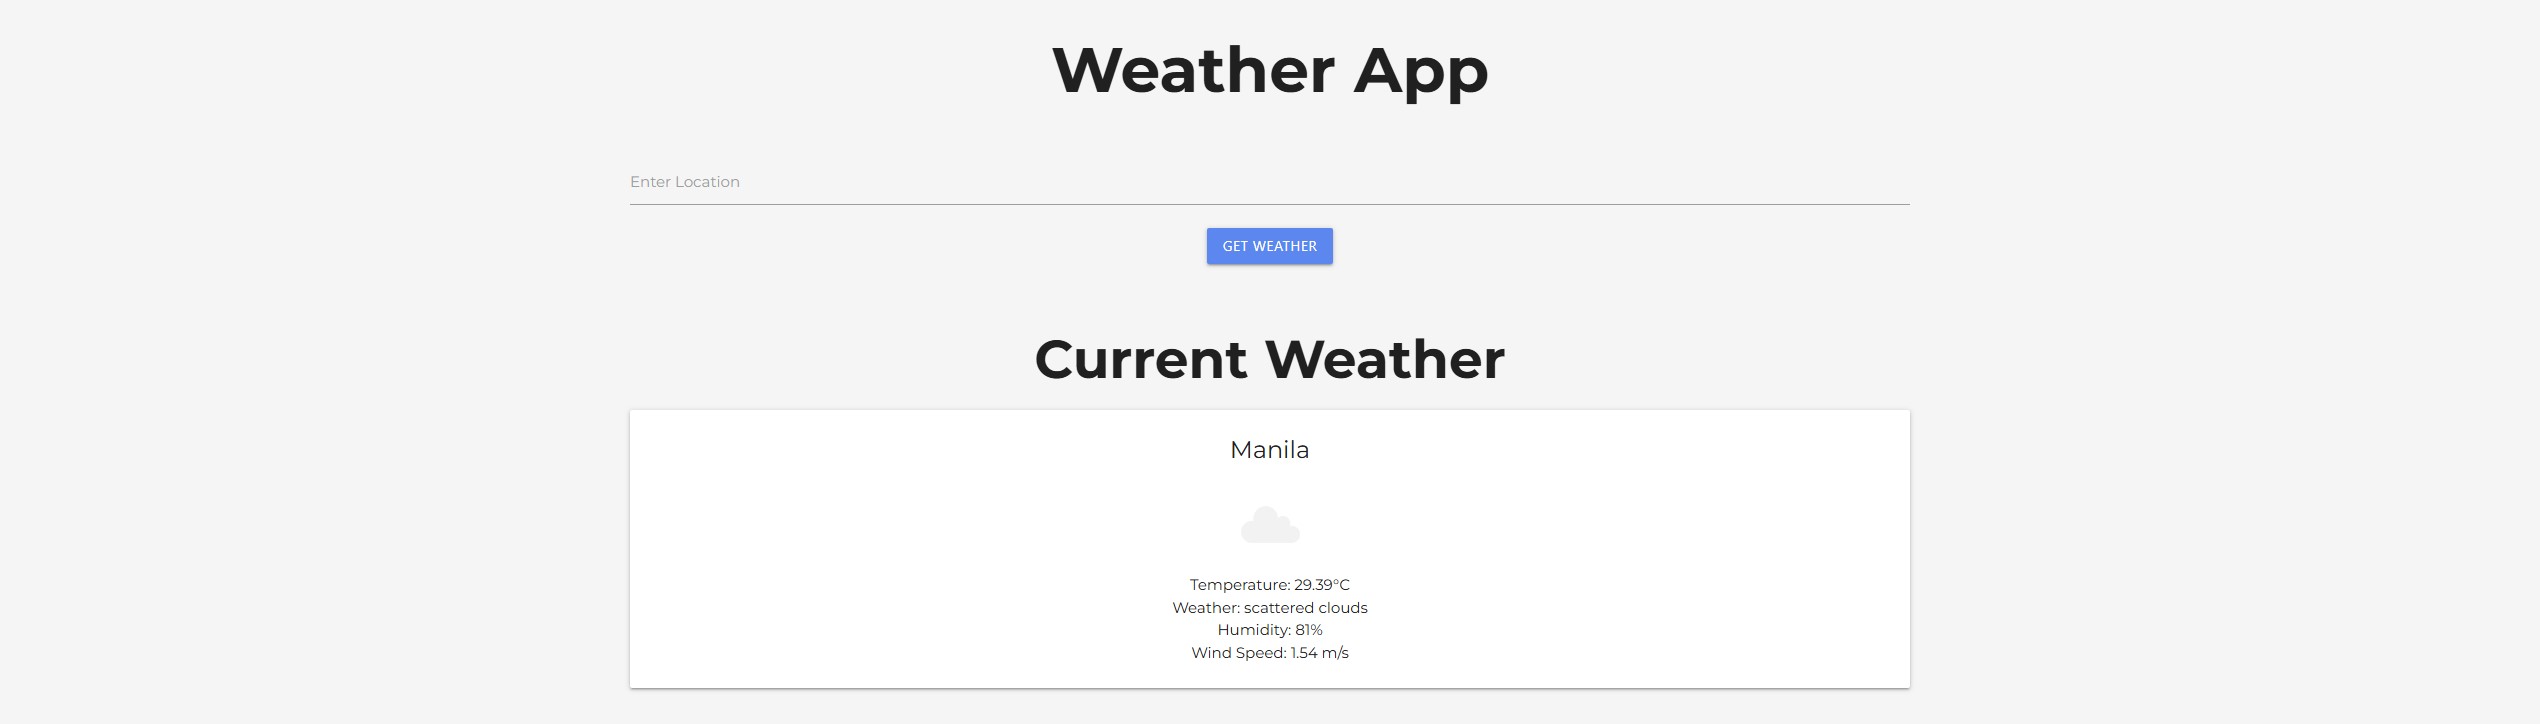 Weather App
Enter Location
GET WEATHER
Current Weather
Manila
Temperature: 29.39°C
Weather: scattered clouds
Humidity: 81%
Wind Speed: 1.54 m/s